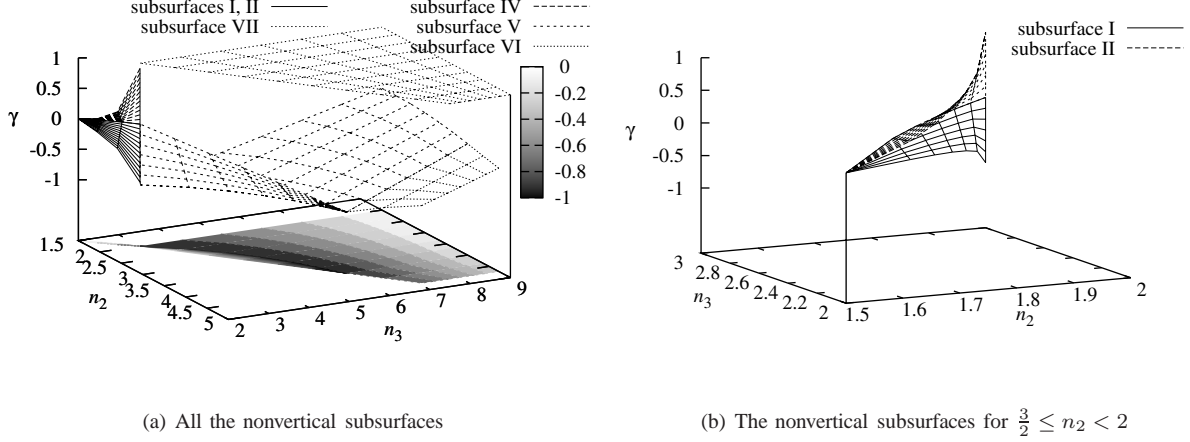 subsurfaces I, II
subsurface VII
subsurface IV
subsurface V
subsurface VI
1
0.5
0
-0.5
-1
γ
0
-0.2
-0.4
-0.6
-0.8
-1
1.5
2
2.5
3
3.5
4
4.5
5
n2
2
3
4
5
6
7
8
9
n3
(a) All the nonvertical subsurfaces
subsurface I
subsurface II
1
0.5
0
-0.5
-1
γ
3
2.8
2.6
2.4
2.2
2
n3
1.5
1.6
1.7
1.8
1.9
2
n2
(b) The nonvertical subsurfaces for 3/2 ≤ n2 < 2